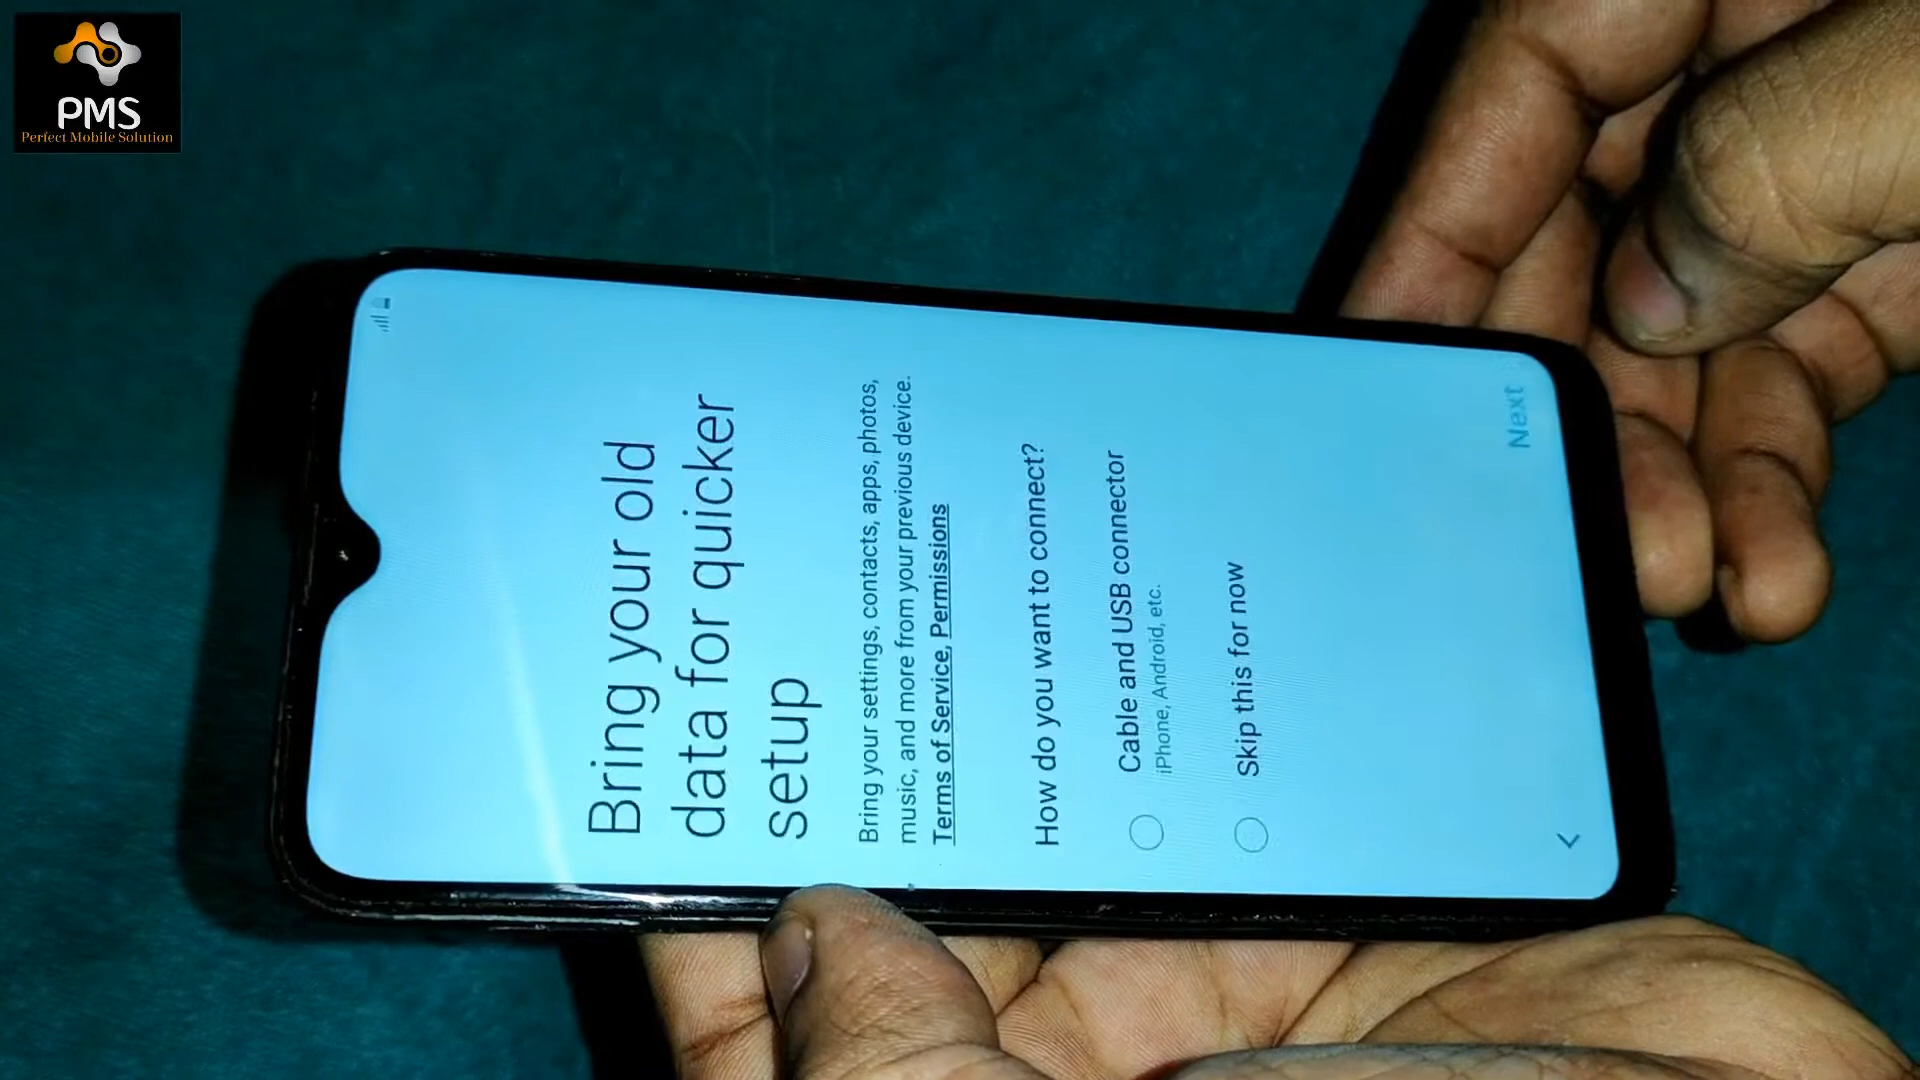 PMS
Perfect Mobile Solution
Bring your old
data for quicker
setup
Bring your settings, contacts, apps, photos,
music, and more from your previous device.
Terms of Service, Permissions
How do you want to connect?
Cable and USB connector
iPhone, Android, etc.
Skip this for now
Next